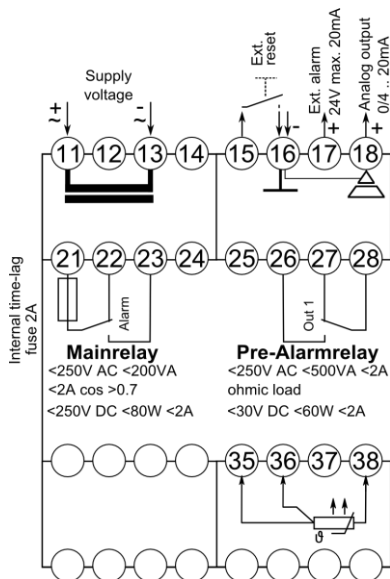 Supply
voltage
+
~
-
~
Ext.
reset
-
Ext. alarm
24V max. 20mA
+
Analog output
0/4 .. 20mA
+
11 12 13 14 15 16 17 18
Internal time-lag
fuse 2A
21 22 23 24 25 26 27 28
Alarm
Out 1
Mainrelay
<250V AC <200VA
<2A cos >0.7
<250V DC <80W <2A
Pre-Alarmrelay
<250V AC <500VA <2A
ohmic load
<30V DC <60W <2A
35 36 37 38
ϑ